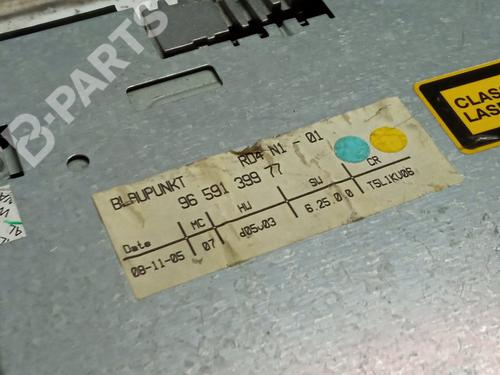 B-PARTS
CLASS
LASE
BLAUPUNKT RD4 N1 - 01
96 591 399 77
Date MC HW SW CR
08-11-05 07 d05v03 6.25.0.0 T5L1KU06